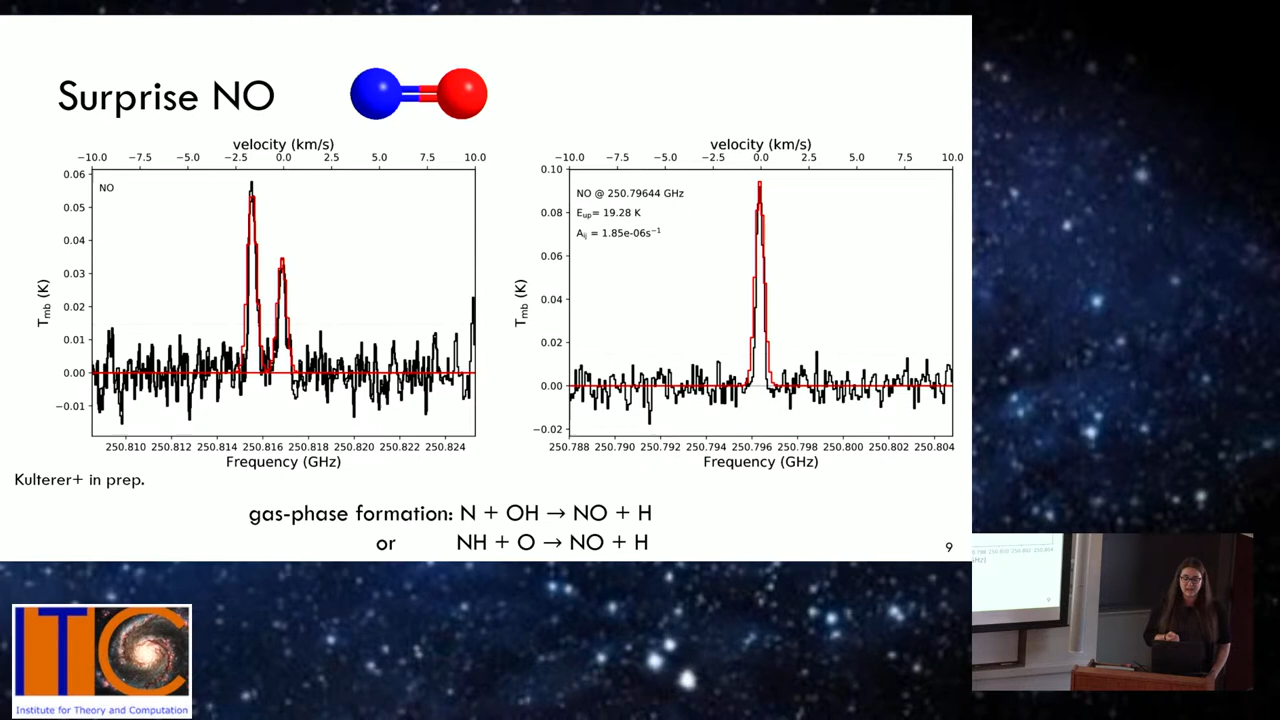 Surprise NO
velocity (km/s)
−10.0 −7.5 −5.0 −2.5 0.0 2.5 5.0 7.5 10.0
0.06
0.05
0.04
0.03
0.02
0.01
0.00
−0.01
T_mb (K)
NO
250.810 250.812 250.814 250.816 250.818 250.820 250.822 250.824
Frequency (GHz)
velocity (km/s)
−10.0 −7.5 −5.0 −2.5 0.0 2.5 5.0 7.5 10.0
0.10
0.08
0.06
0.04
0.02
0.00
−0.02
T_mb (K)
NO @ 250.79644 GHz
E_up= 19.28 K
A_ij = 1.85e-06s⁻¹
250.788 250.790 250.792 250.794 250.796 250.798 250.800 250.802 250.804
Frequency (GHz)
Kulterer+ in prep.
gas-phase formation: N + OH → NO + H
or NH + O → NO + H
9
ITC
Institute for Theory and Computation